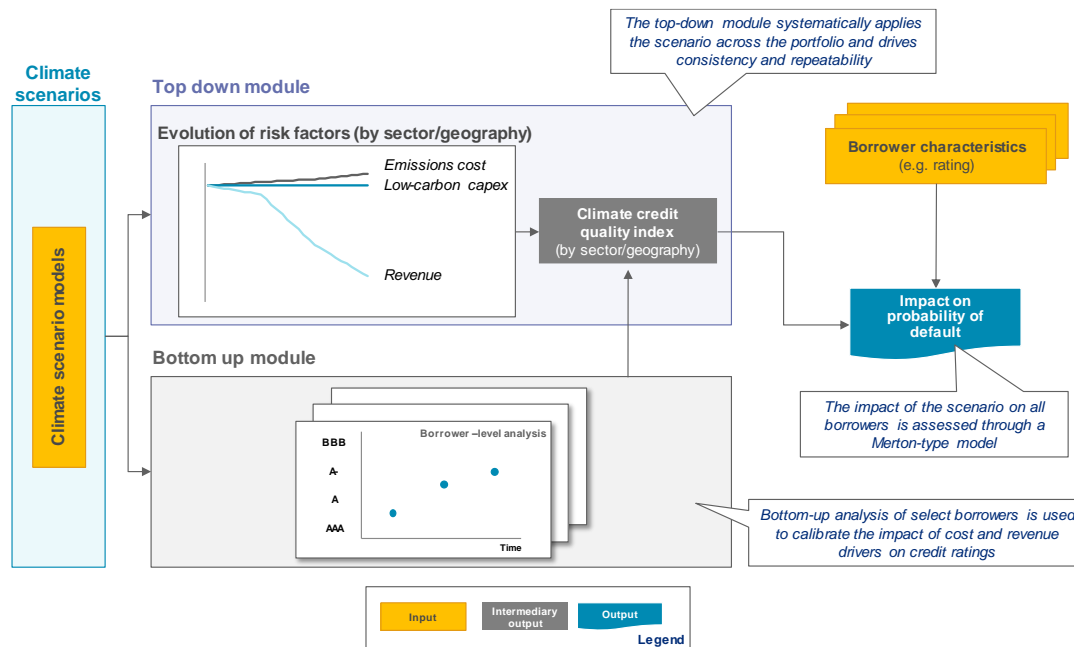 The top-down module systematically applies
the scenario across the portfolio and drives
consistency and repeatability
Climate
scenarios
Climate scenario models
Top down module
Evolution of risk factors (by sector/geography)
Emissions cost
Low-carbon capex
Revenue
Climate credit
quality index
(by sector/geography)
Borrower characteristics
(e.g. rating)
Impact on
probability of
default
The impact of the scenario on all
borrowers is assessed through a
Merton-type model
Bottom up module
Borrower –level analysis
BBB
A-
A
AAA
Time
Bottom-up analysis of select borrowers is used
to calibrate the impact of cost and revenue
drivers on credit ratings
Input
Intermediary
output
Output
Legend